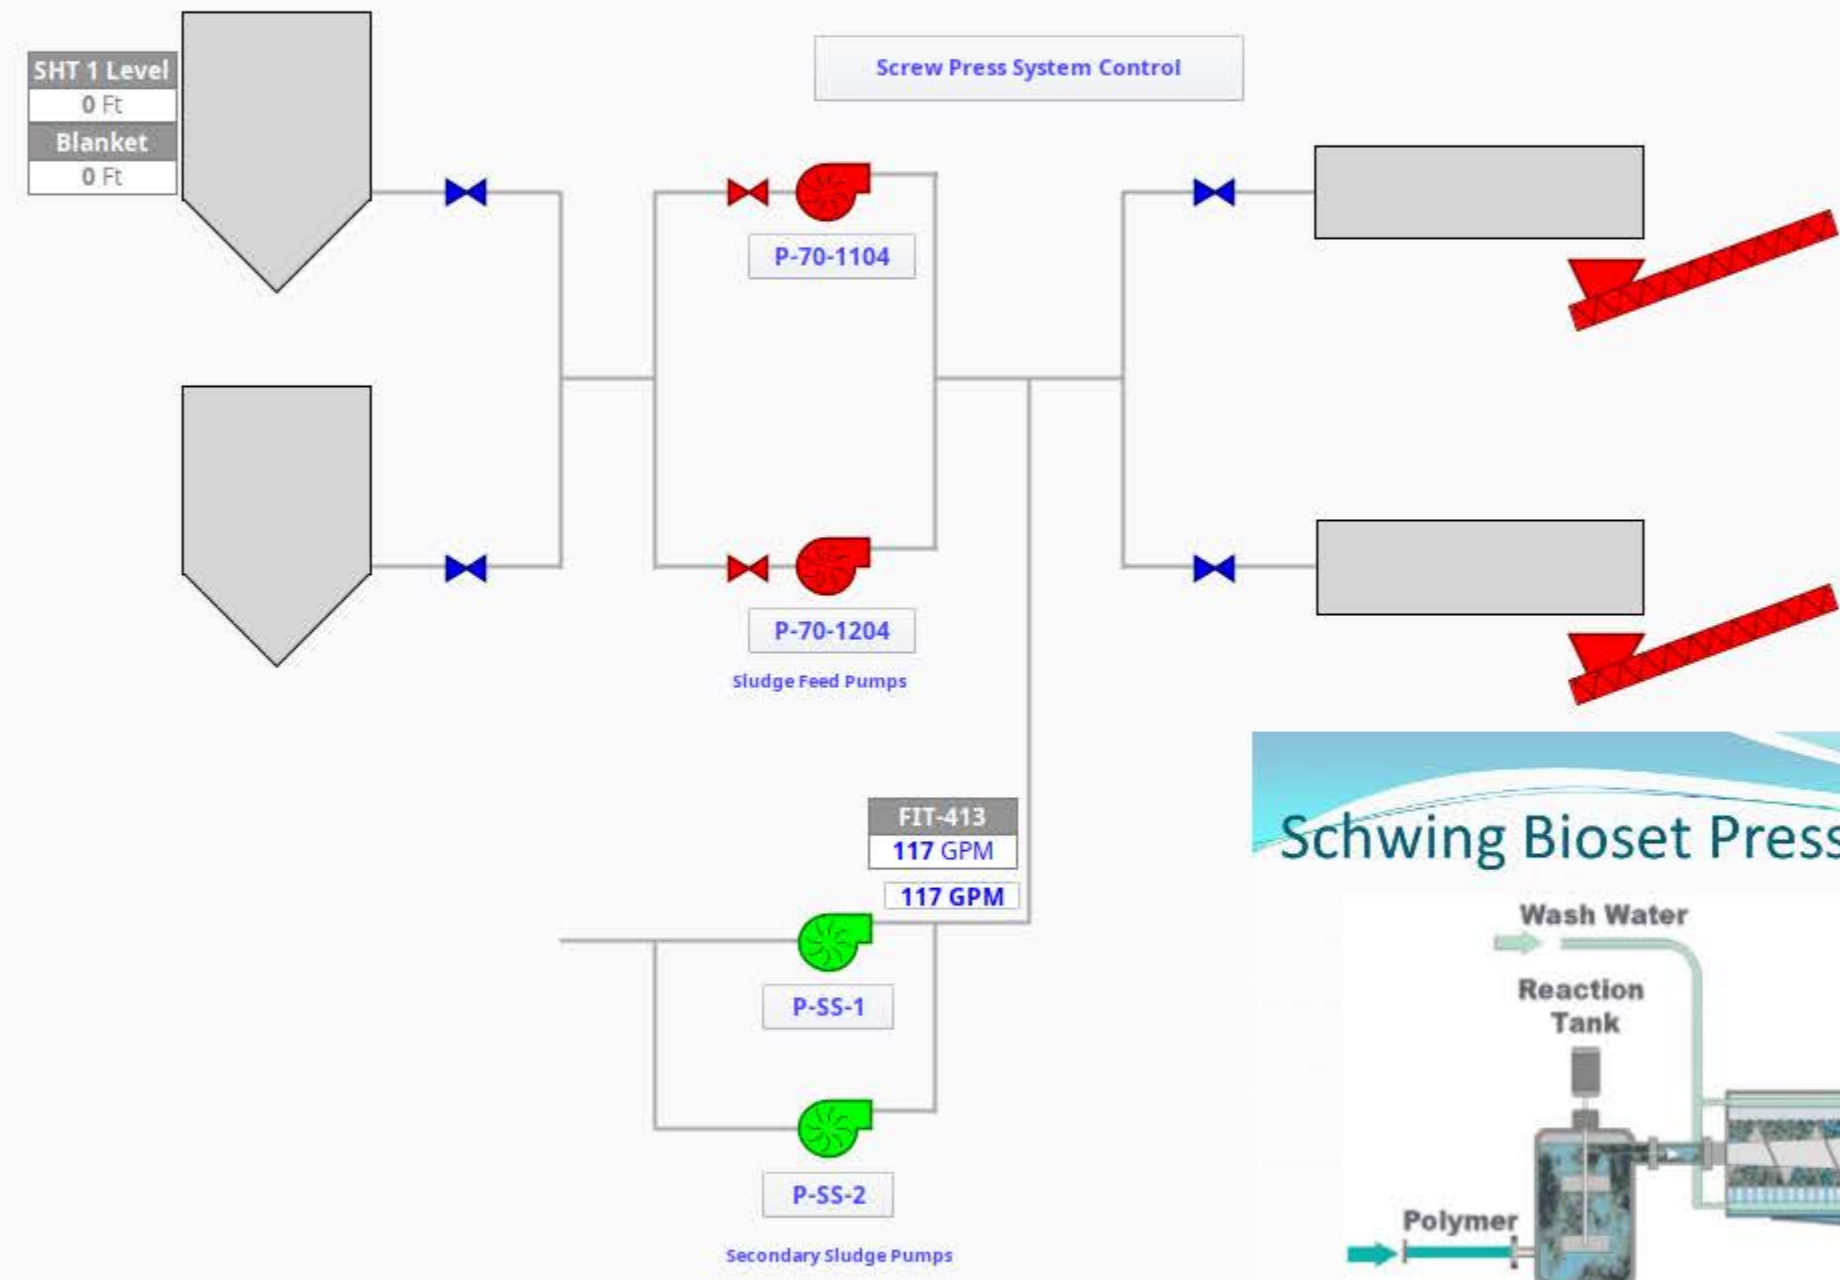 Screw Press System Control
SHT 1 Level
0 Ft
Blanket
0 Ft
P-70-1104
P-70-1204
Sludge Feed Pumps
FIT-413
117 GPM
117 GPM
P-SS-1
P-SS-2
Secondary Sludge Pumps
Schwing Bioset Press
Wash Water
Reaction
Tank
Polymer